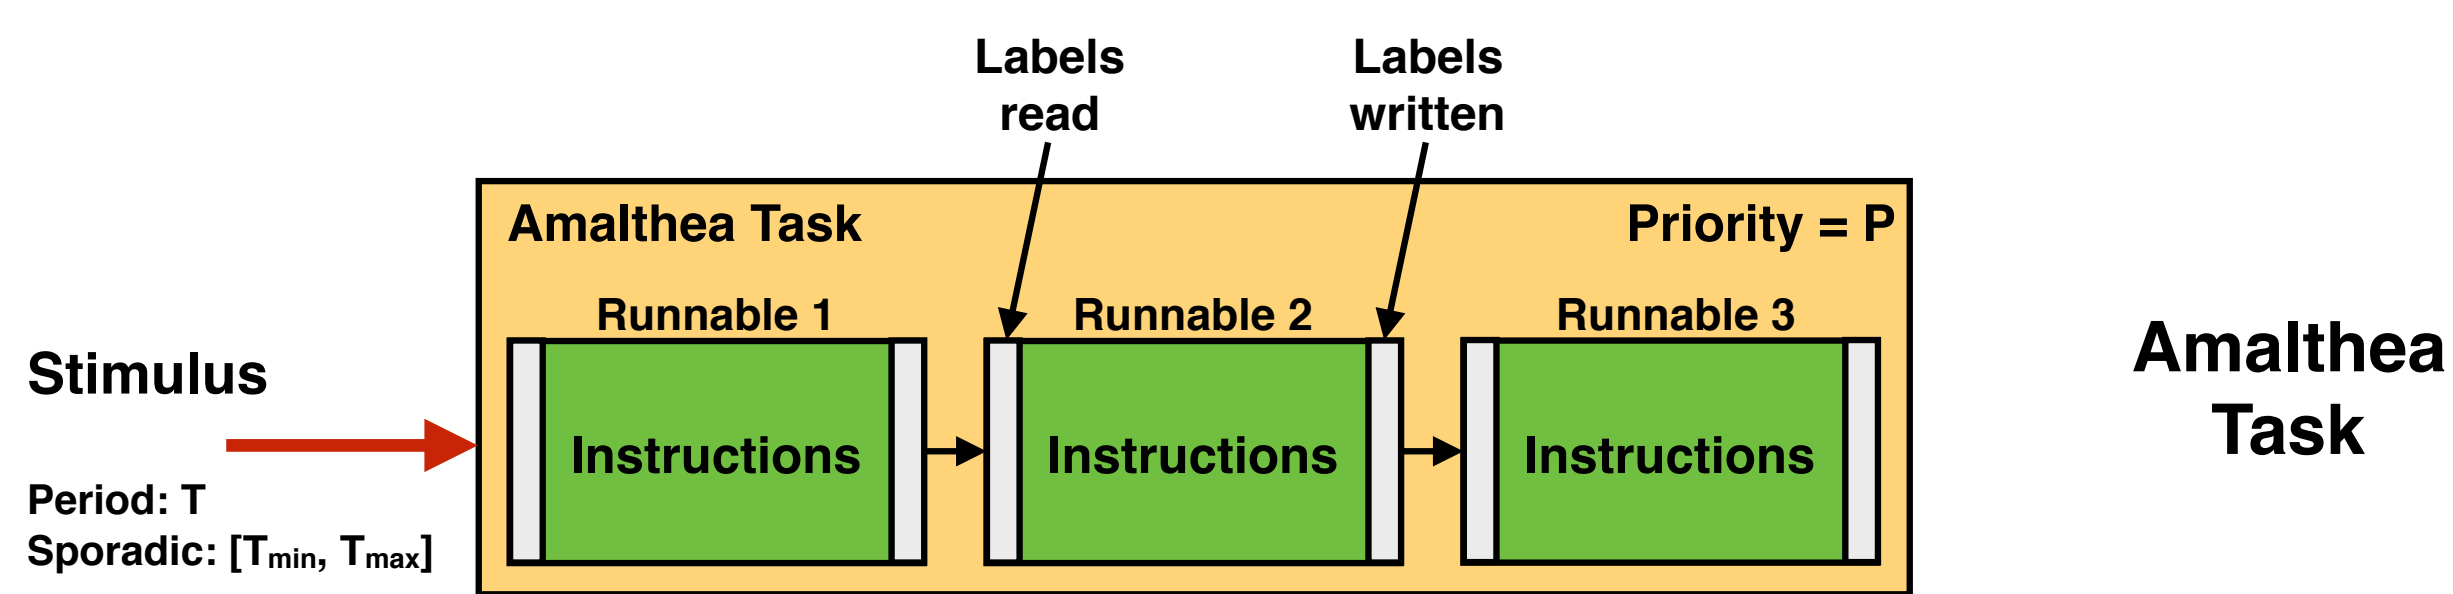 Labels
read
Labels
written
Amalthea Task
Priority = P
Runnable 1
Runnable 2
Runnable 3
Stimulus
Instructions
Instructions
Instructions
Period: T
Sporadic: [Tmin, Tmax]
Amalthea
Task